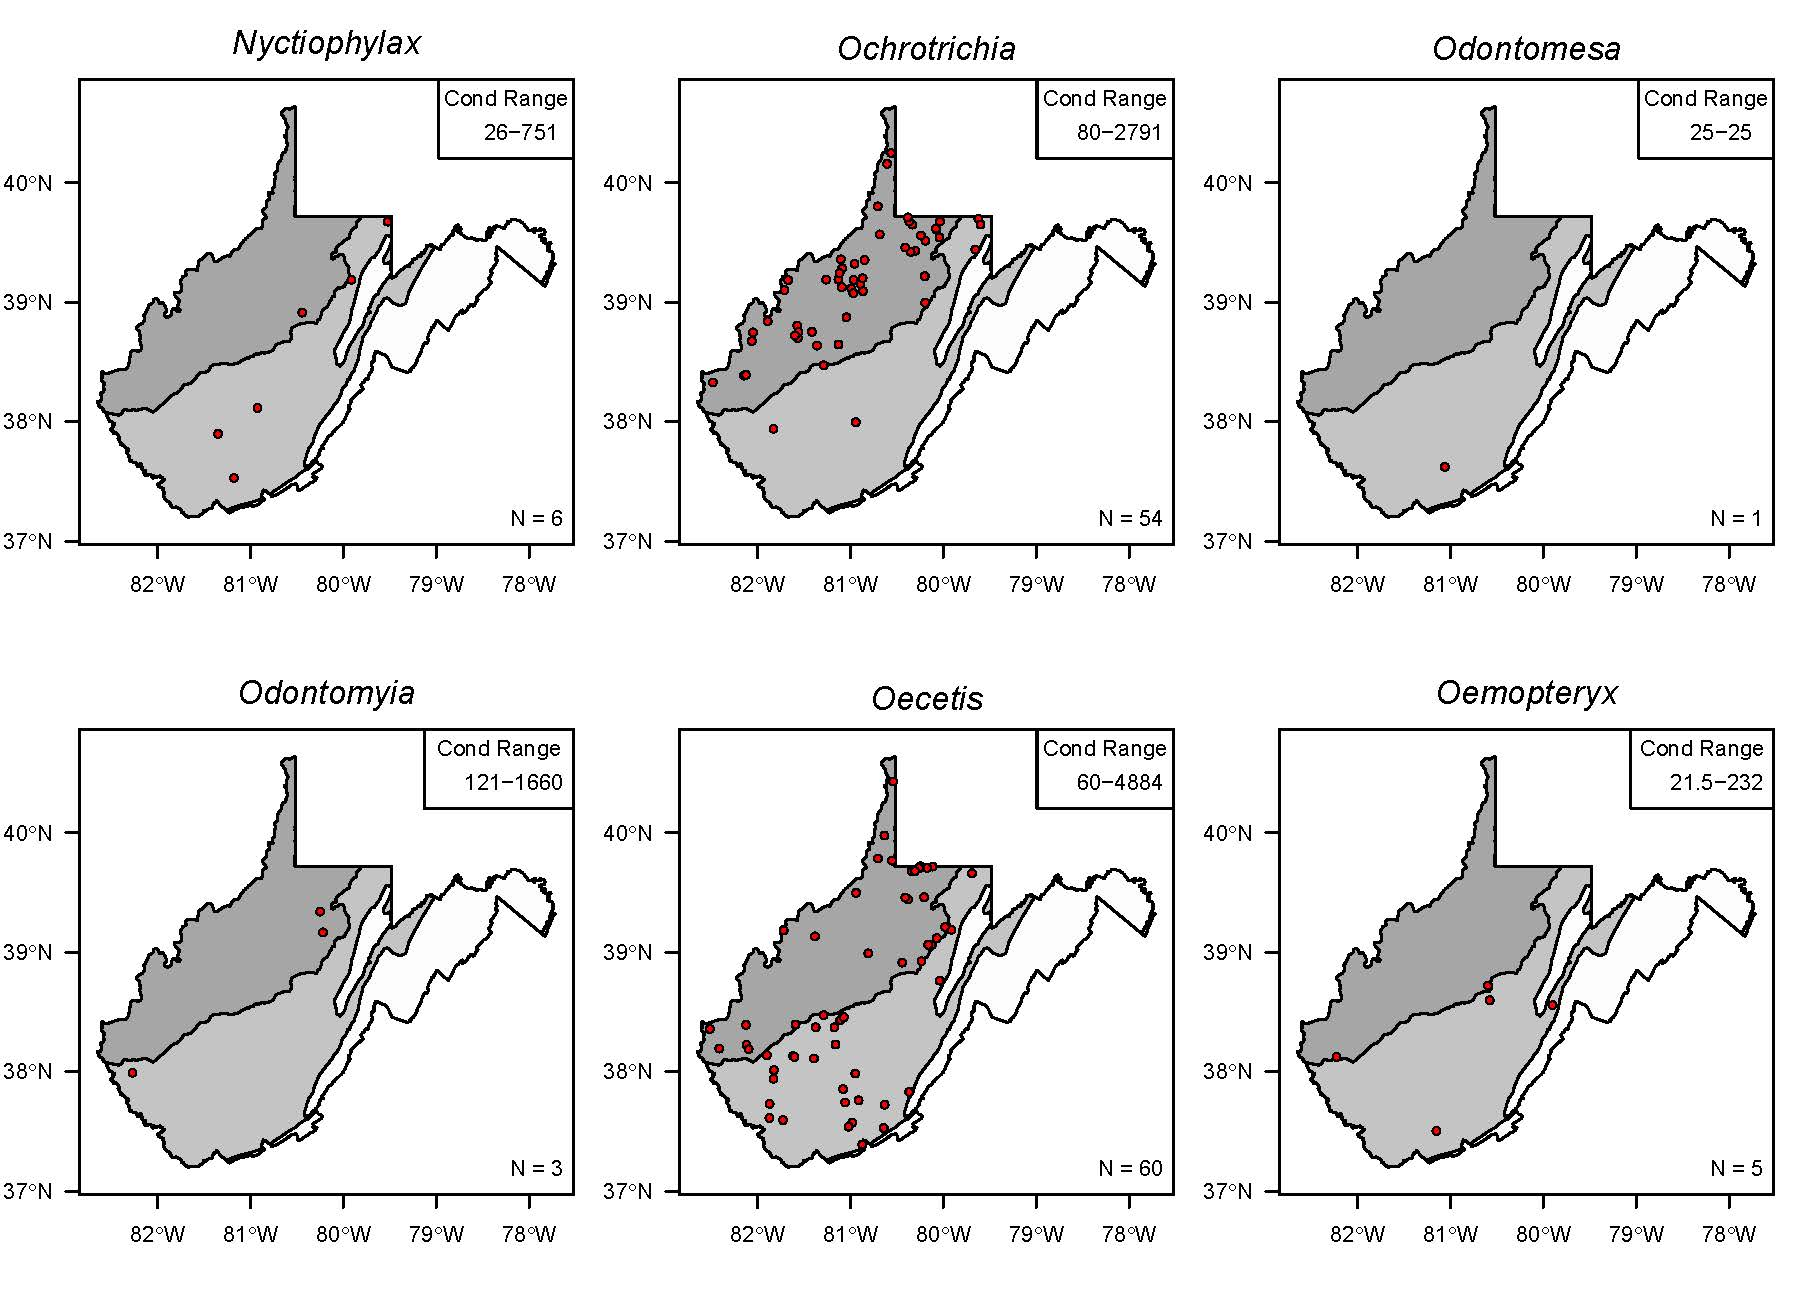 Nyctiophylax
Cond Range
26−751
40°N
39°N
38°N
37°N
N = 6
82°W 81°W 80°W 79°W 78°W
Ochrotrichia
Cond Range
80−2791
40°N
39°N
38°N
37°N
N = 54
82°W 81°W 80°W 79°W 78°W
Odontomesa
Cond Range
25−25
40°N
39°N
38°N
37°N
N = 1
82°W 81°W 80°W 79°W 78°W
Odontomyia
Cond Range
121−1660
40°N
39°N
38°N
37°N
N = 3
82°W 81°W 80°W 79°W 78°W
Oecetis
Cond Range
60−4884
40°N
39°N
38°N
37°N
N = 60
82°W 81°W 80°W 79°W 78°W
Oemopteryx
Cond Range
21.5−232
40°N
39°N
38°N
37°N
N = 5
82°W 81°W 80°W 79°W 78°W